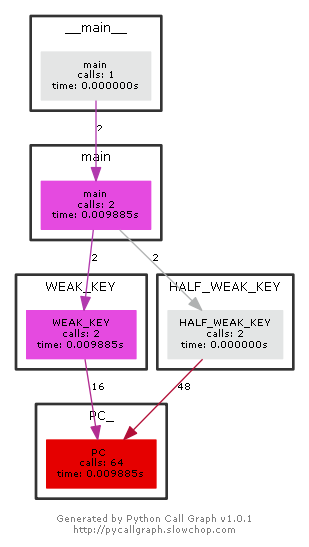 __main__
main
calls: 1
time: 0.000000s
2
main
main
calls: 2
time: 0.009885s
2
2
WEAK_KEY
HALF_WEAK_KEY
WEAK_KEY
calls: 2
time: 0.009885s
HALF_WEAK_KEY
calls: 2
time: 0.000000s
16
48
PC_
PC_
calls: 64
time: 0.009885s
Generated by Python Call Graph v1.0.1
http://pycallgraph.slowchop.com